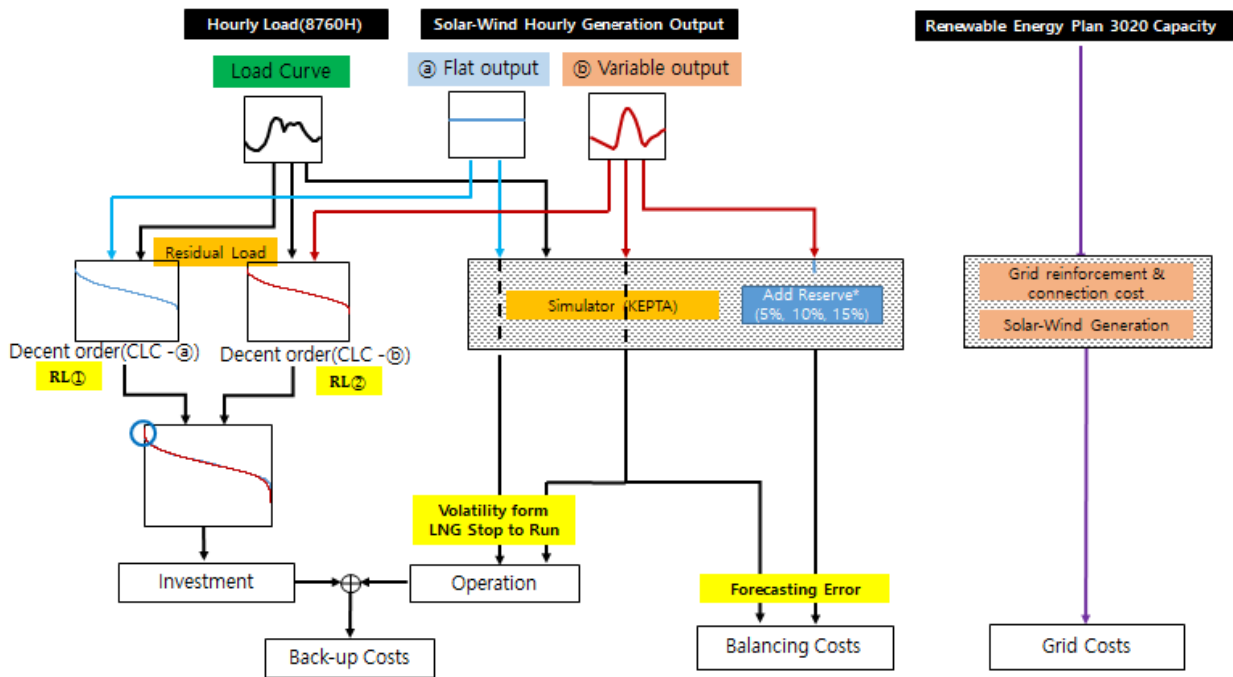 Hourly Load(8760H)
Solar-Wind Hourly Generation Output
Renewable Energy Plan 3020 Capacity
Load Curve
ⓐ Flat output
ⓑ Variable output
Residual Load
Simulator (KEPTA)
Add Reserve*
(5%, 10%, 15%)
Grid reinforcement &
connection cost
Solar-Wind Generation
Decent order(CLC -ⓐ)
Decent order(CLC -ⓑ)
RL①
RL②
Volatility form
LNG Stop to Run
Investment
Operation
Forecasting Error
Back-up Costs
Balancing Costs
Grid Costs